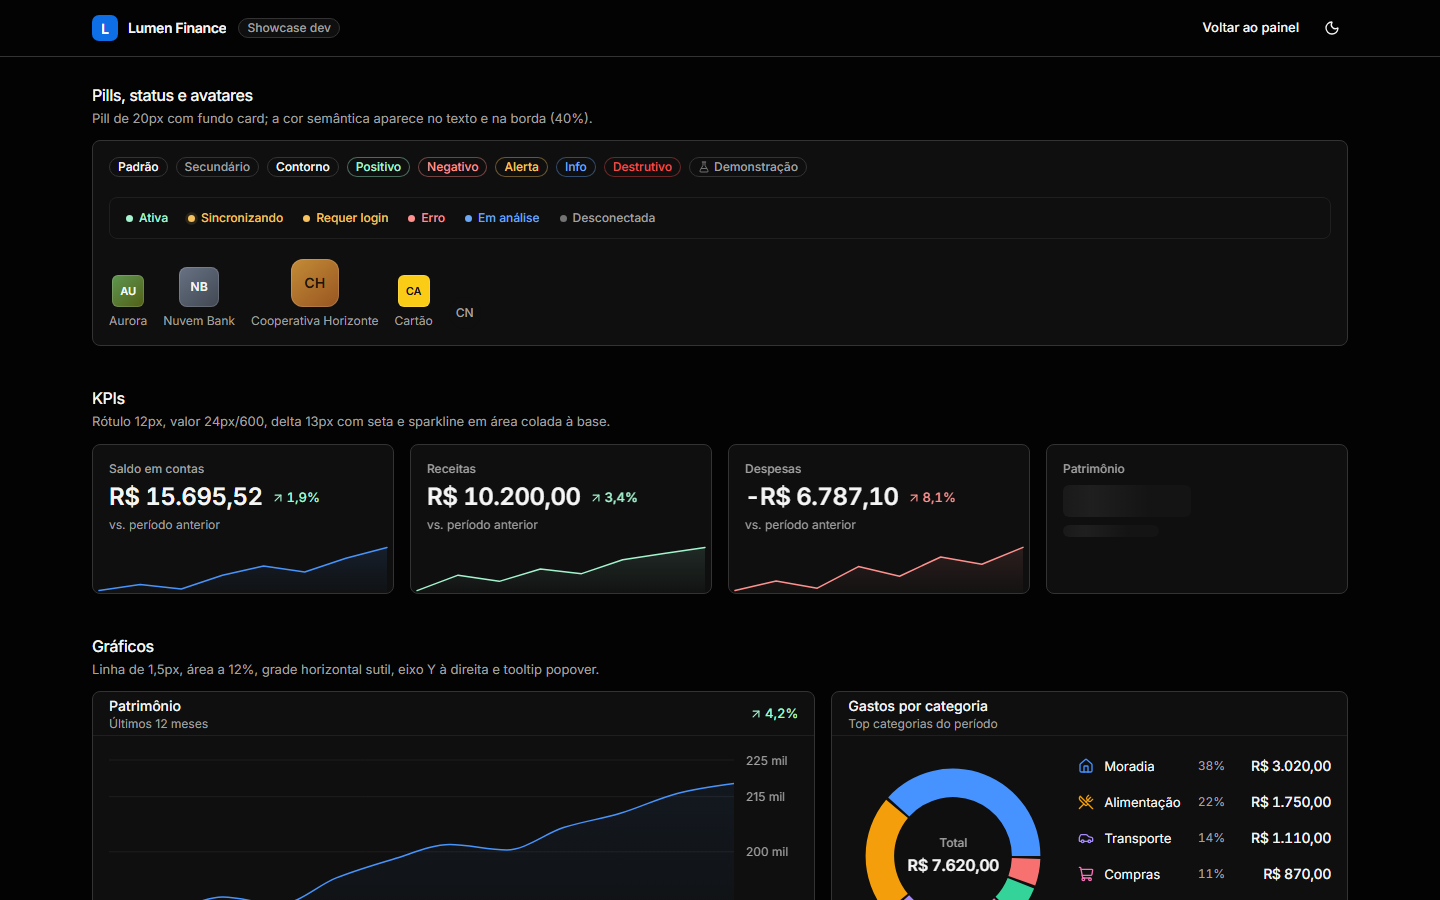 L Lumen Finance Showcase dev Voltar ao painel
Pills, status e avatares
Pill de 20px com fundo card; a cor semântica aparece no texto e na borda (40%).
Padrão Secundário Contorno Positivo Negativo Alerta Info Destrutivo Demonstração
Ativa Sincronizando Requer login Erro Em análise Desconectada
AU NB CH CA CN
Aurora Nuvem Bank Cooperativa Horizonte Cartão
KPIs
Rótulo 12px, valor 24px/600, delta 13px com seta e sparkline em área colada à base.
Saldo em contas
R$ 15.695,52 1,9%
vs. período anterior
Receitas
R$ 10.200,00 3,4%
vs. período anterior
Despesas
-R$ 6.787,10 8,1%
vs. período anterior
Patrimônio
Gráficos
Linha de 1,5px, área a 12%, grade horizontal sutil, eixo Y à direita e tooltip popover.
Patrimônio
Últimos 12 meses
4,2%
225 mil
215 mil
200 mil
Gastos por categoria
Top categorias do período
Total
R$ 7.620,00
Moradia 38% R$ 3.020,00
Alimentação 22% R$ 1.750,00
Transporte 14% R$ 1.110,00
Compras 11% R$ 870,00